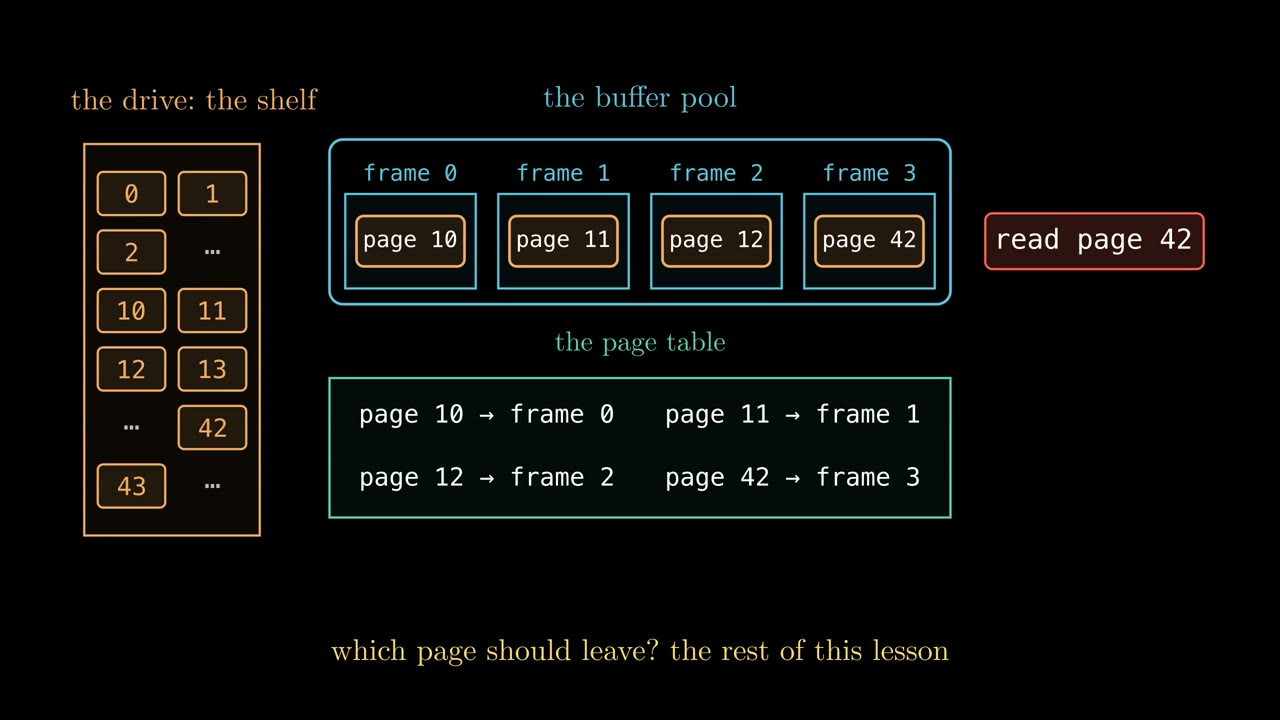 the drive: the shelf
0 1
2 …
10 11
12 13
… 42
43 …
the buffer pool
frame 0 frame 1 frame 2 frame 3
page 10 page 11 page 12 page 42
read page 42
the page table
page 10 → frame 0 page 11 → frame 1
page 12 → frame 2 page 42 → frame 3
which page should leave? the rest of this lesson